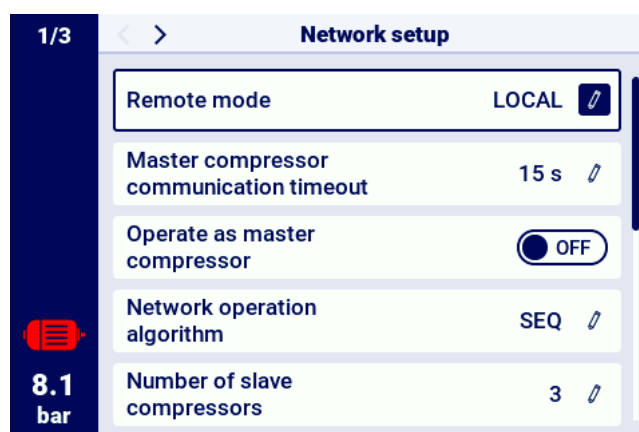 1/3
Network setup
Remote mode LOCAL
Master compressor
communication timeout
15 s
Operate as master
compressor
OFF
Network operation
algorithm
SEQ
Number of slave
compressors
3
8.1
bar